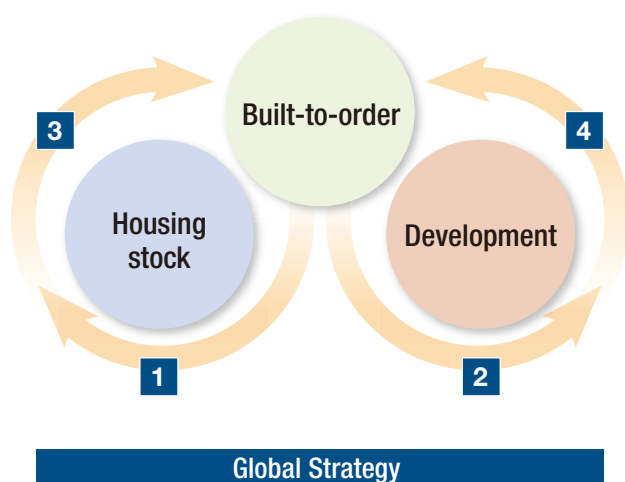 Built-to-order
3
4
Housing
stock
Development
1
2
Global Strategy